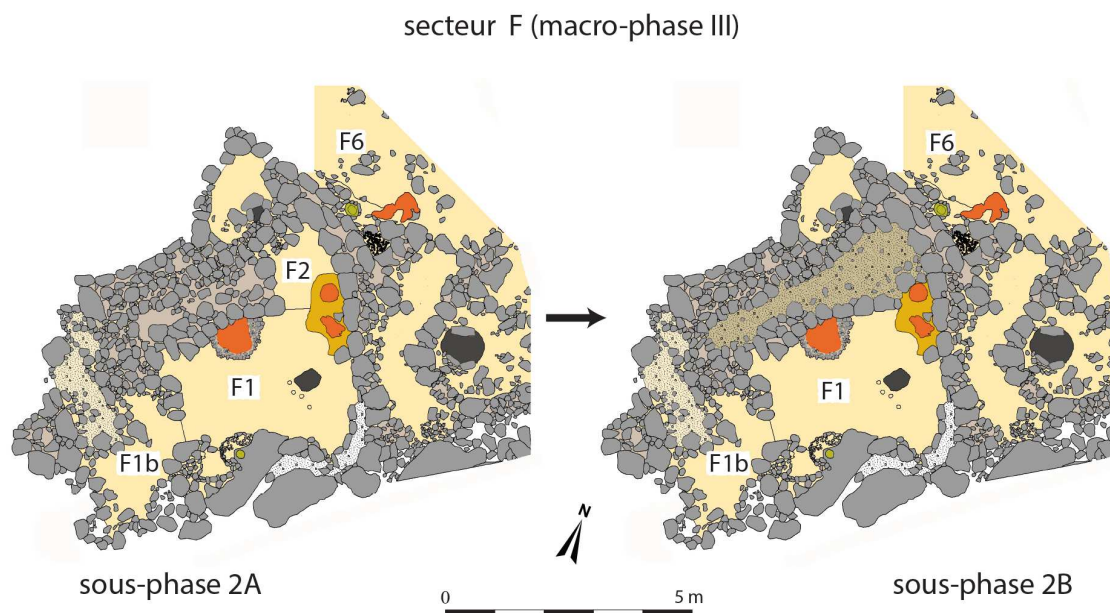 secteur F (macro-phase III)
F6
F2
F1
F1b
F6
F1
F1b
N
sous-phase 2A
0 5 m
sous-phase 2B